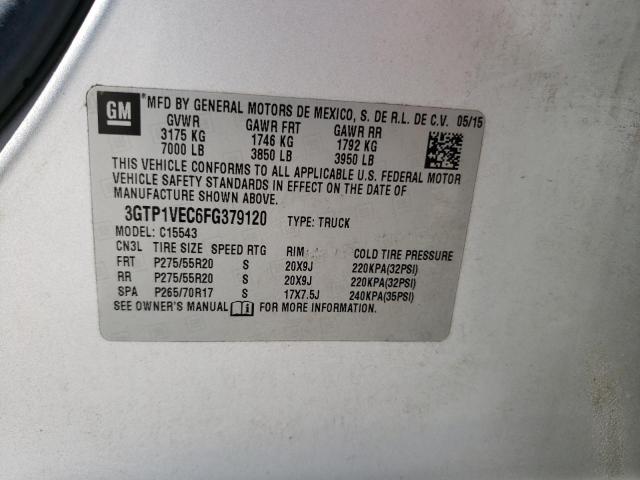 GM
*MFD BY GENERAL MOTORS DE MEXICO, S. DE R.L. DE C.V. 05/15
GVWR GAWR FRT GAWR RR
3175 KG 1746 KG 1792 KG
7000 LB 3850 LB 3950 LB
THIS VEHICLE CONFORMS TO ALL APPLICABLE U.S. FEDERAL MOTOR
VEHICLE SAFETY STANDARDS IN EFFECT ON THE DATE OF
MANUFACTURE SHOWN ABOVE.
3GTP1VEC6FG379120 TYPE: TRUCK
MODEL: C15543
CN3L TIRE SIZE SPEED RTG RIM COLD TIRE PRESSURE
FRT P275/55R20 S 20X9J 220KPA(32PSI)
RR P275/55R20 S 20X9J 220KPA(32PSI)
SPA P265/70R17 S 17X7.5J 240KPA(35PSI)
SEE OWNER'S MANUAL FOR MORE INFORMATION.